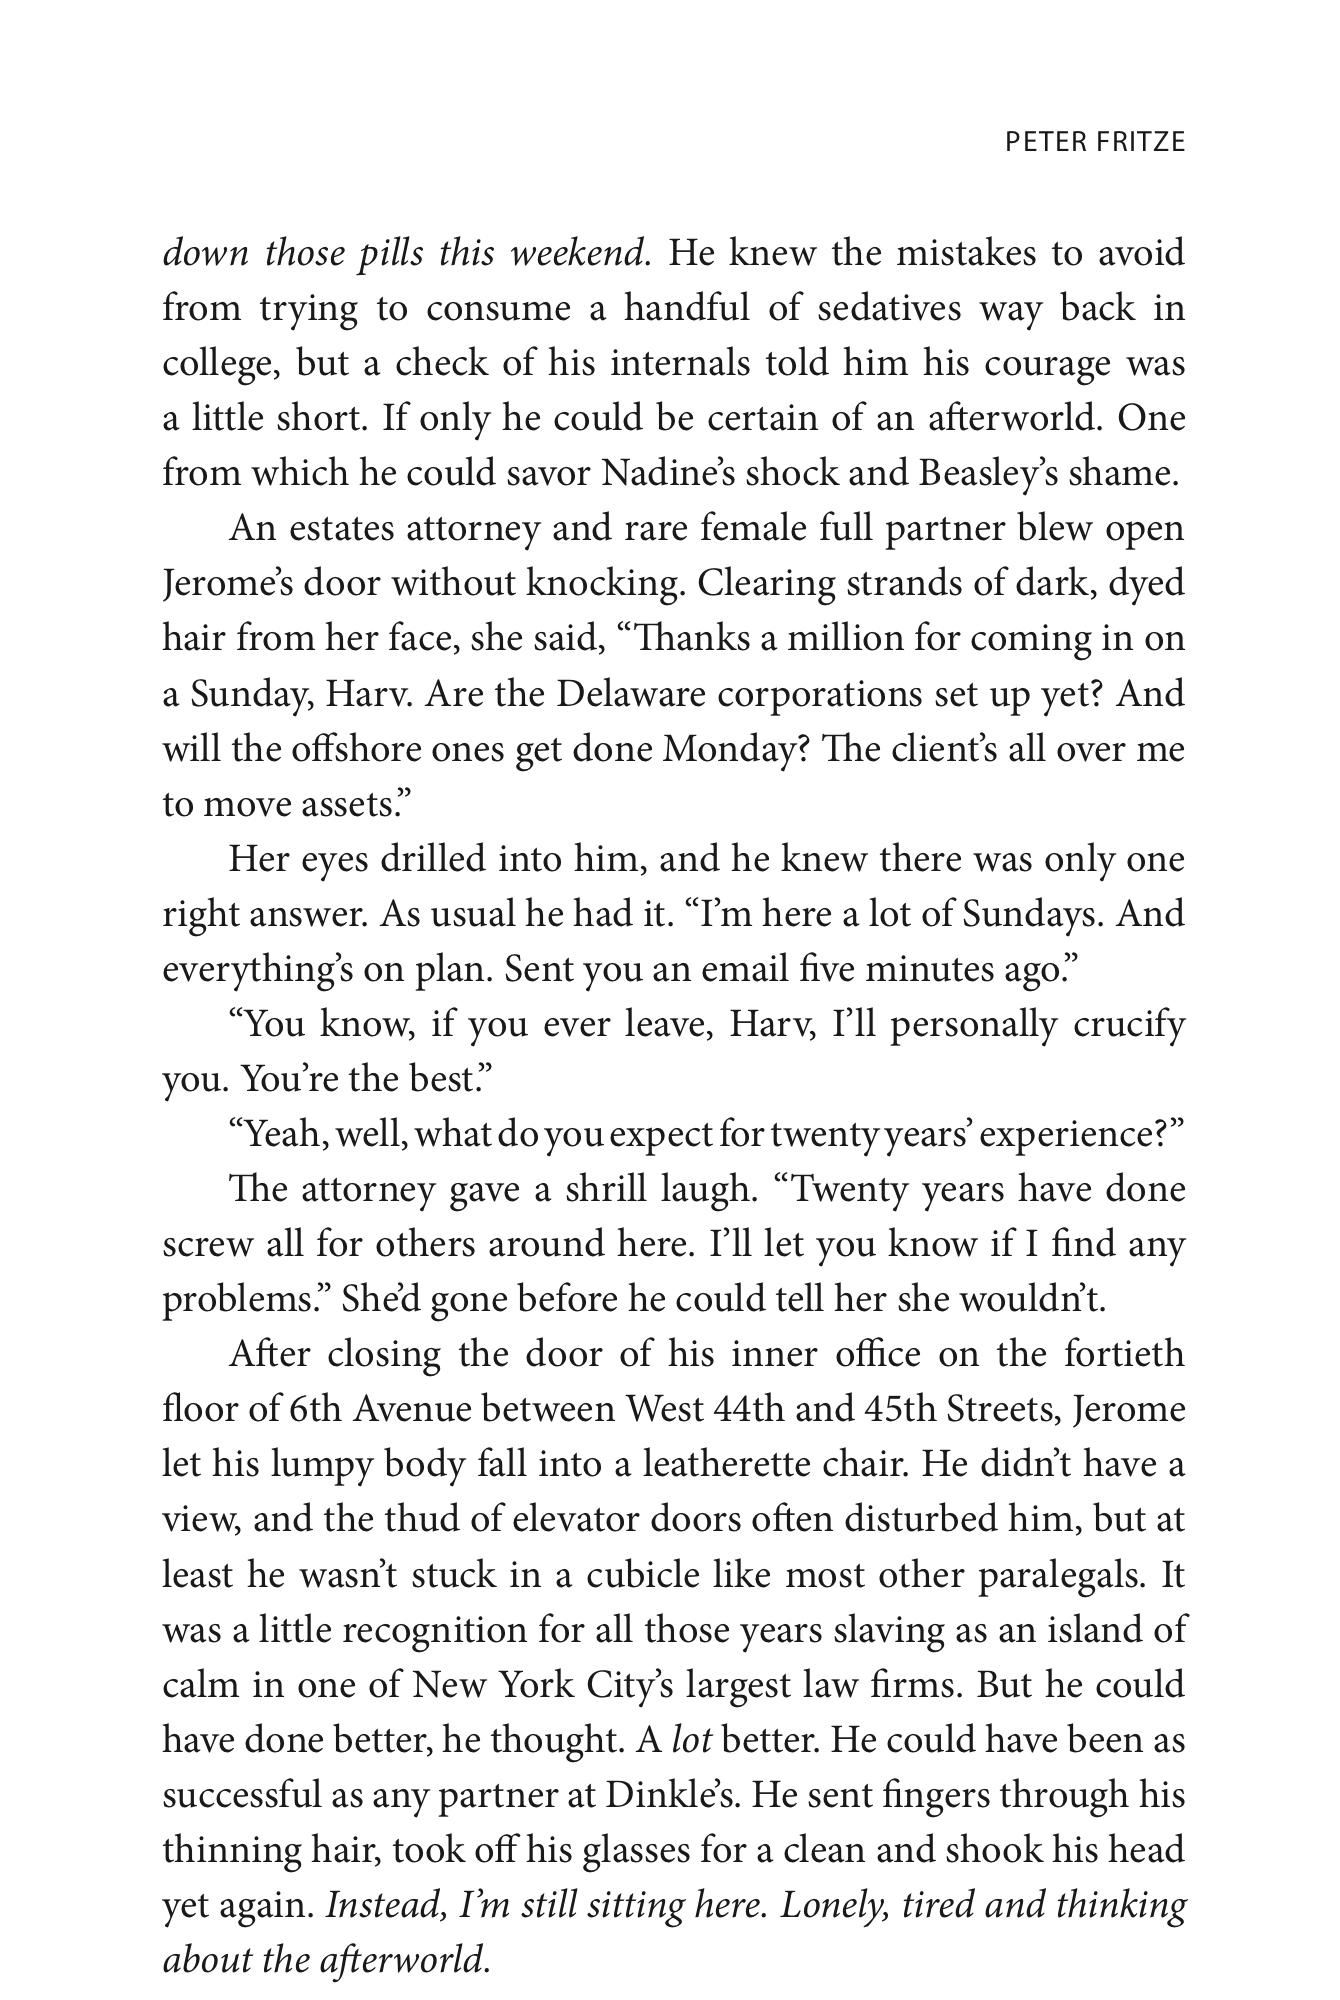 PETER FRITZE
down those pills this weekend. He knew the mistakes to avoid
from trying to consume a handful of sedatives way back in
college, but a check of his internals told him his courage was
a little short. If only he could be certain of an afterworld. One
from which he could savor Nadine’s shock and Beasley’s shame.
An estates attorney and rare female full partner blew open
Jerome’s door without knocking. Clearing strands of dark, dyed
hair from her face, she said, “Thanks a million for coming in on
a Sunday, Harv. Are the Delaware corporations set up yet? And
will the offshore ones get done Monday? The client’s all over me
to move assets.”
Her eyes drilled into him, and he knew there was only one
right answer. As usual he had it. “I’m here a lot of Sundays. And
everything’s on plan. Sent you an email five minutes ago.”
“You know, if you ever leave, Harv, I’ll personally crucify
you. You’re the best.”
“Yeah, well, what do you expect for twenty years’ experience?”
The attorney gave a shrill laugh. “Twenty years have done
screw all for others around here. I’ll let you know if I find any
problems.” She’d gone before he could tell her she wouldn’t.
After closing the door of his inner office on the fortieth
floor of 6th Avenue between West 44th and 45th Streets, Jerome
let his lumpy body fall into a leatherette chair. He didn’t have a
view, and the thud of elevator doors often disturbed him, but at
least he wasn’t stuck in a cubicle like most other paralegals. It
was a little recognition for all those years slaving as an island of
calm in one of New York City’s largest law firms. But he could
have done better, he thought. A lot better. He could have been as
successful as any partner at Dinkle’s. He sent fingers through his
thinning hair, took off his glasses for a clean and shook his head
yet again. Instead, I’m still sitting here. Lonely, tired and thinking
about the afterworld.